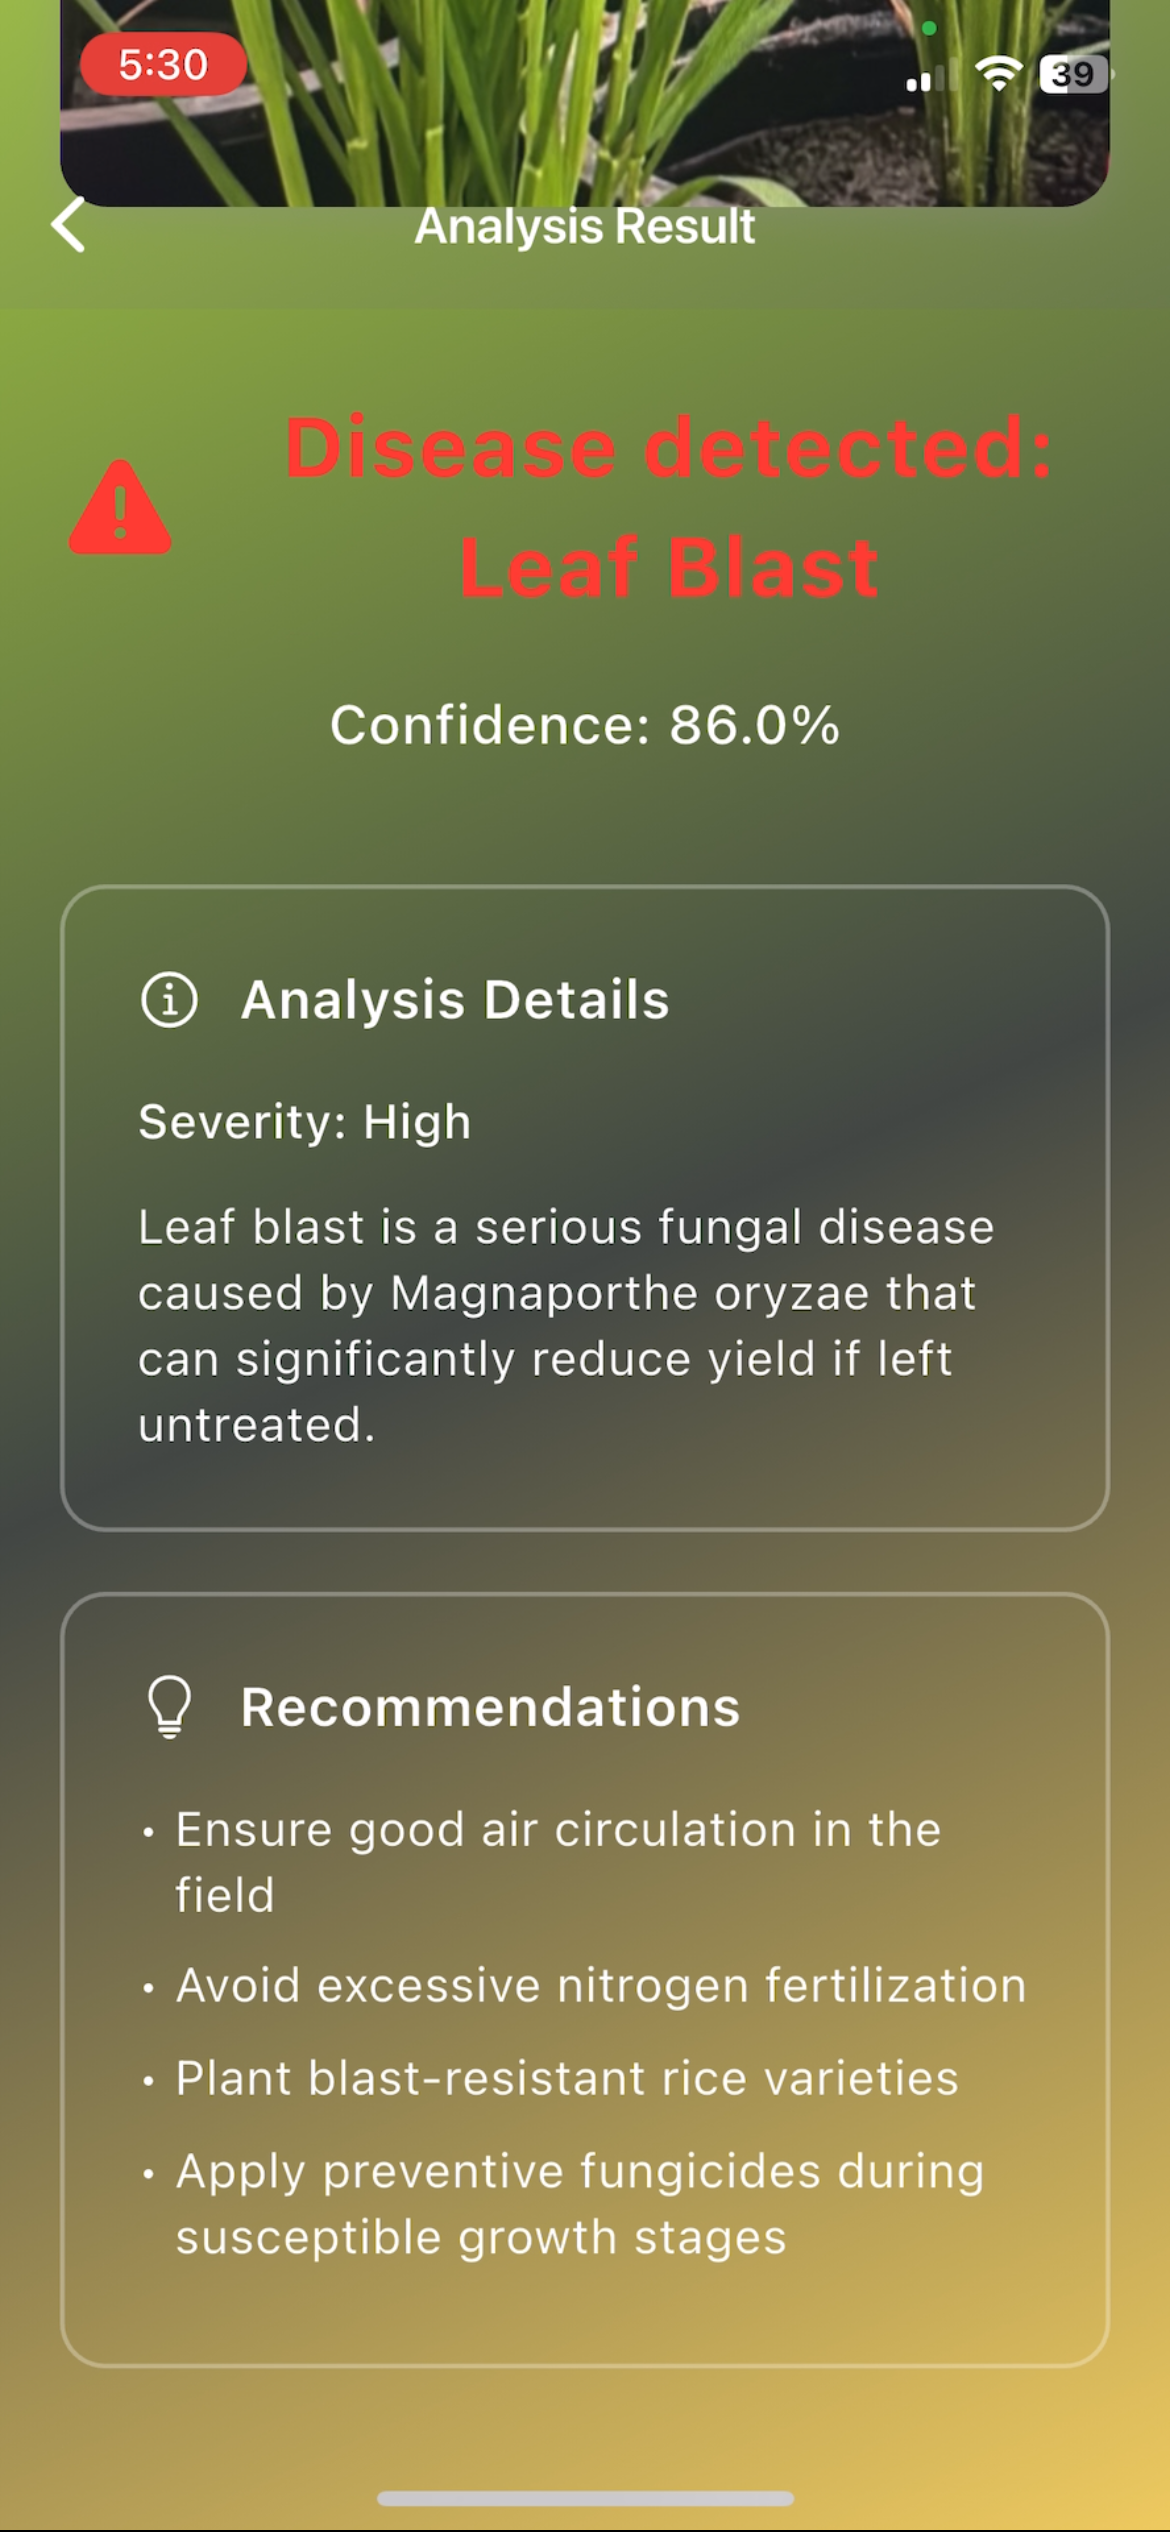 5:30
39
Analysis Result
Disease detected:
Leaf Blast
Confidence: 86.0%
Analysis Details
Severity: High
Leaf blast is a serious fungal disease
caused by Magnaporthe oryzae that
can significantly reduce yield if left
untreated.
Recommendations
• Ensure good air circulation in the
field
• Avoid excessive nitrogen fertilization
• Plant blast-resistant rice varieties
• Apply preventive fungicides during
susceptible growth stages